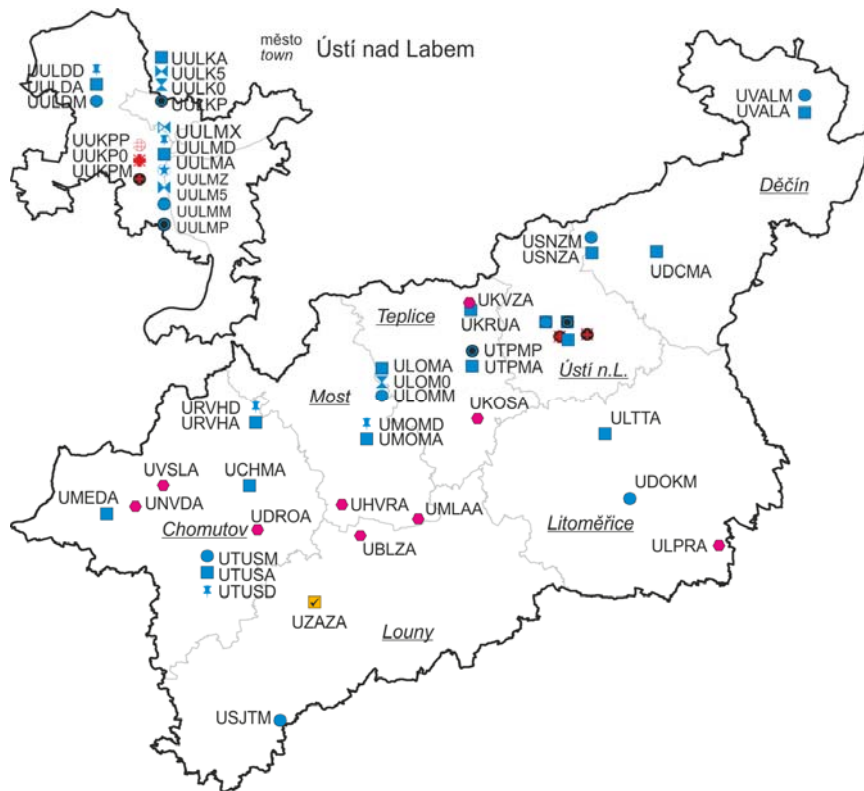 město
town
Ústí nad Labem
UULDD
UULDA
UULDM
UULKA
UULK5
UULK0
UULKP
UUKPP
UUKP0
UUKPM
UULMX
UULMD
UULMA
UULMZ
UULM5
UULMM
UULMP
UVALM
UVALA
Děčín
USNZM
USNZA
UDCMA
Teplice
UKVZA
UKRUA
UTPMP
UTPMA
Ústí n.L.
ULOMA
ULOM0
ULOMM
Most
URVHD
URVHA
UMOMD
UMOMA
UKOSA
ULTTA
UVSLA
UCHMA
UMEDA
UNVDA
UDROA
Chomutov
UHVRA
UMLAA
UBLZA
UDOKM
Litoměřice
ULPRA
UTUSM
UTUSA
UTUSD
UZAZA
Louny
USJTM